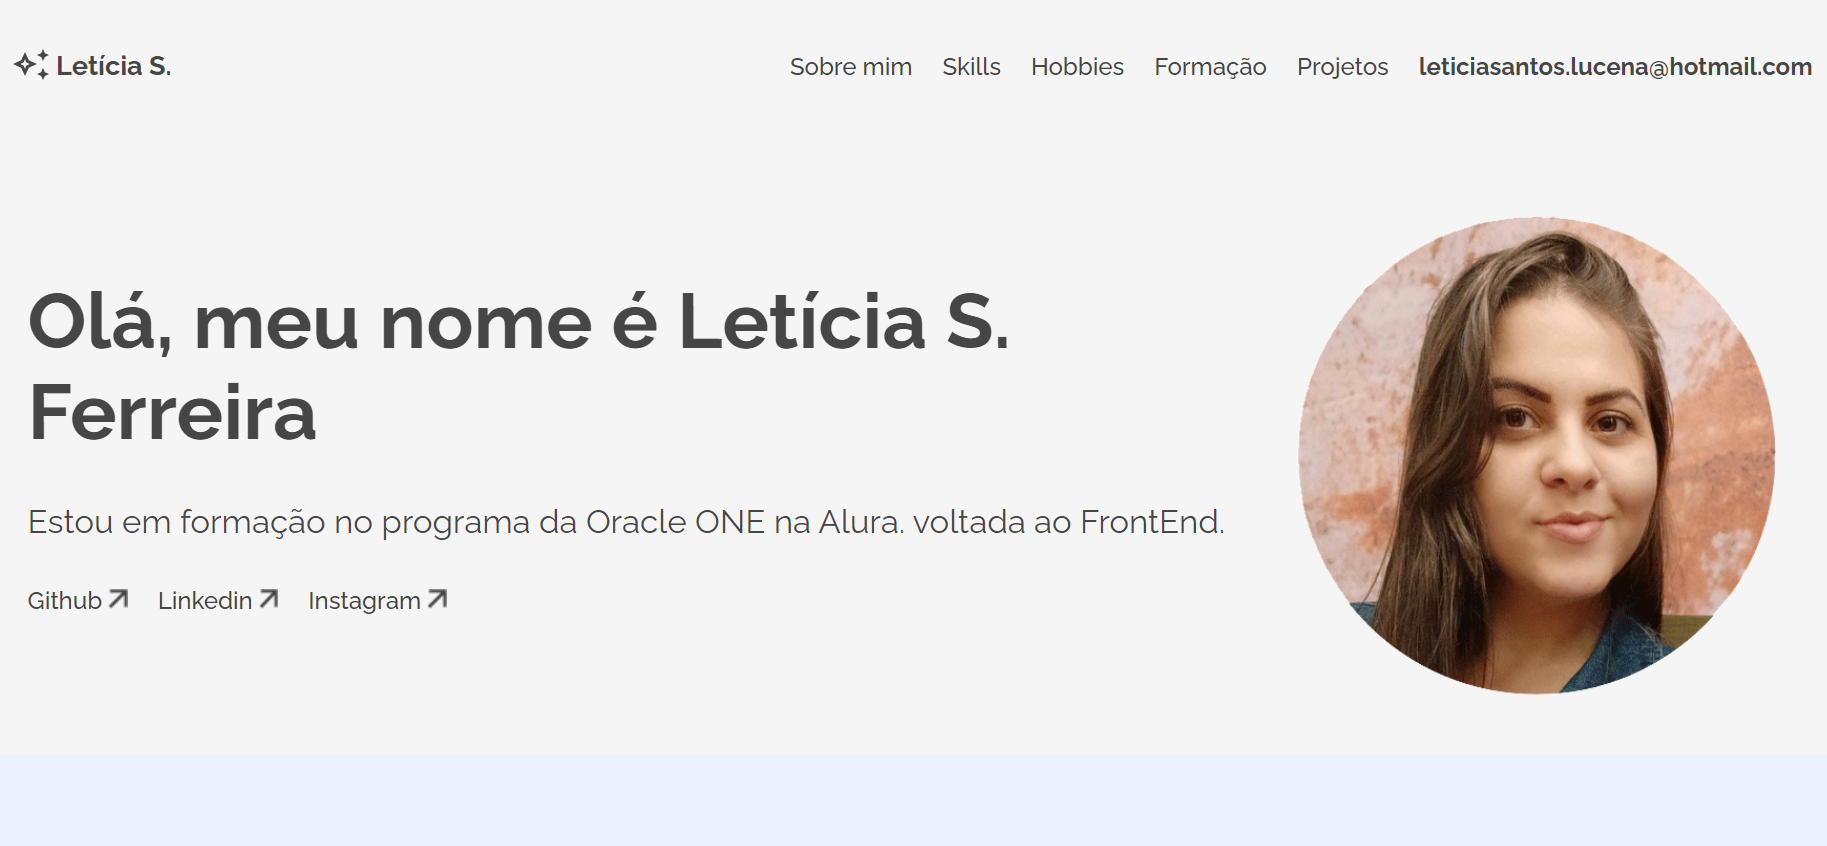 Letícia S.
Sobre mim Skills Hobbies Formação Projetos leticiasantos.lucena@hotmail.com
Olá, meu nome é Letícia S.
Ferreira
Estou em formação no programa da Oracle ONE na Alura. voltada ao FrontEnd.
Github Linkedin Instagram